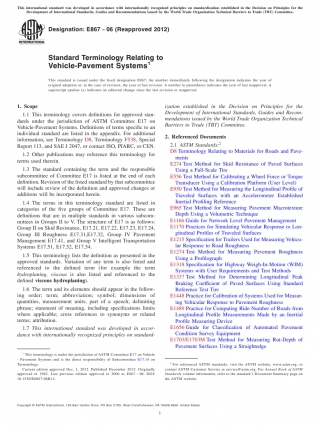 This international standard was developed in accordance with internationally recognized principles on standardization established in the Decision on Principles for the
Development of International Standards, Guides and Recommendations issued by the World Trade Organization Technical Barriers to Trade (TBT) Committee.
Designation: E867 − 06 (Reapproved 2012)
Standard Terminology Relating to
Vehicle-Pavement Systems¹
This standard is issued under the fixed designation E867; the number immediately following the designation indicates the year of
original adoption or, in the case of revision, the year of last revision. A number in parentheses indicates the year of last reapproval. A
superscript epsilon (ε) indicates an editorial change since the last revision or reapproval.
1. Scope
1.1 This terminology covers definitions for approved stan-
dards under the jurisdiction of ASTM Committee E17 on
Vehicle-Pavement Systems. Definitions of terms specific to an
individual standard are listed in the appendix. For additional
information, see Terminology D8, Terminology F538, Special
Report 113, and SAE J 2047, or contact ISO, PIARC, or CEN.
1.2 Other publications may reference this terminology for
terms used therein.
1.3 The standard containing the term and the responsible
subcommittee of Committee E17 is listed at the end of each
definition. Revision of the listed standard by that subcommittee
will include review of the definition and approved changes or
additions will be incorporated herein.
1.4 The terms in this terminology standard are listed in
categories of the five groups of Committee E17. These are
definitions that are in multiple standards in various subcom-
mittees in Groups II to V. The structure of E17 is as follows:
Group II on Skid Resistance, E17.21, E17.22, E17.23, E17.24,
Group III Roughness E17.31,E17.33, Group IV Pavement
Management E17.41, and Group V Intelligent Transportation
Systems E17.51, E17.52, E17.54.
1.5 This terminology lists the definition as presented in the
approved standard. Variation of any term is also listed and
referenced to the defined term (for example the term
hydroplaning, viscous is also listed and referenced to the
defined viscous hydroplaning).
1.6 The term and its element should appear in the follow-
ing order; term; abbreviation; symbol; dimensions of
quantities, measurement units; part of a speech; delimiting
phrase; statement of meaning, including specifications limits
where applicable; cross references to synonyms or related
terms; attribution.
1.7 This international standard was developed in accor-
dance with internationally recognized principles on standard-
ization established in the Decision on Principles for the
Development of International Standards, Guides and Recom-
mendations issued by the World Trade Organization Technical
Barriers to Trade (TBT) Committee.
2. Referenced Documents
2.1 ASTM Standards:²
D8 Terminology Relating to Materials for Roads and Pave-
ments
E274 Test Method for Skid Resistance of Paved Surfaces
Using a Full-Scale Tire
E556 Test Method for Calibrating a Wheel Force or Torque
Transducer Using a Calibration Platform (User Level)
E950 Test Method for Measuring the Longitudinal Profile of
Traveled Surfaces with an Accelerometer Established
Inertial Profiling Reference
E965 Test Method for Measuring Pavement Macrotexture
Depth Using a Volumetric Technique
E1166 Guide for Network Level Pavement Management
E1170 Practices for Simulating Vehicular Response to Lon-
gitudinal Profiles of Traveled Surfaces
E1215 Specification for Trailers Used for Measuring Vehicu-
lar Response to Road Roughness
E1274 Test Method for Measuring Pavement Roughness
Using a Profilograph
E1318 Specification for Highway Weigh-In-Motion (WIM)
Systems with User Requirements and Test Methods
E1337 Test Method for Determining Longitudinal Peak
Braking Coefficient of Paved Surfaces Using Standard
Reference Test Tire
E1448 Practice for Calibration of Systems Used for Measur-
ing Vehicular Response to Pavement Roughness
E1489 Practice for Computing Ride Number of Roads from
Longitudinal Profile Measurements Made by an Inertial
Profile Measuring Device
E1656 Guide for Classification of Automated Pavement
Condition Survey Equipment
E1703/E1703M Test Method for Measuring Rut-Depth of
Pavement Surfaces Using a Straightedge
¹ This terminology is under the jurisdiction of ASTM Committee E17 on Vehicle
- Pavement Systems and is the direct responsibility of Subcommittee E17.18 on
Terminology.
Current edition approved Dec. 1, 2012. Published December 2012. Originally
approved in 1982. Last previous edition approved in 2006 as E867 – 06. DOI:
10.1520/E0867-06R12.
² For referenced ASTM standards, visit the ASTM website, www.astm.org, or
contact ASTM Customer Service at service@astm.org. For Annual Book of ASTM
Standards volume information, refer to the standard's Document Summary page on
the ASTM website.
Copyright © ASTM International, 100 Barr Harbor Drive, PO Box C700, West Conshohocken, PA 19428-2959. United States
1